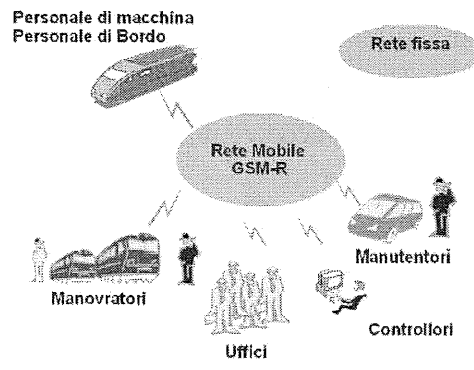 Personale di macchina
Personale di Bordo
Rete fissa
Rete Mobile
GSM-R
Manutentori
Manovratori
Controllori
Uffici